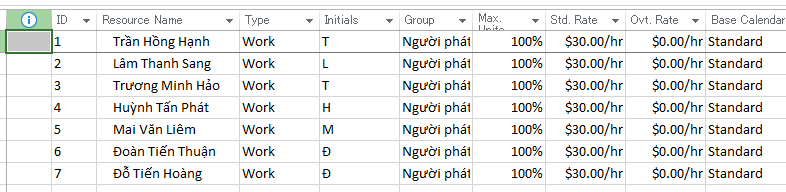 ID Resource Name Type Initials Group Max. Units Std. Rate Ovt. Rate Base Calendar
1 Trần Hồng Hạnh Work T Người phát 100% $30.00/hr $0.00/hr Standard
2 Lâm Thanh Sang Work L Người phát 100% $30.00/hr $0.00/hr Standard
3 Trương Minh Hảo Work T Người phát 100% $30.00/hr $0.00/hr Standard
4 Huỳnh Tấn Phát Work H Người phát 100% $30.00/hr $0.00/hr Standard
5 Mai Văn Liêm Work M Người phát 100% $30.00/hr $0.00/hr Standard
6 Đoàn Tiến Thuận Work Đ Người phát 100% $30.00/hr $0.00/hr Standard
7 Đỗ Tiến Hoàng Work Đ Người phát 100% $30.00/hr $0.00/hr Standard